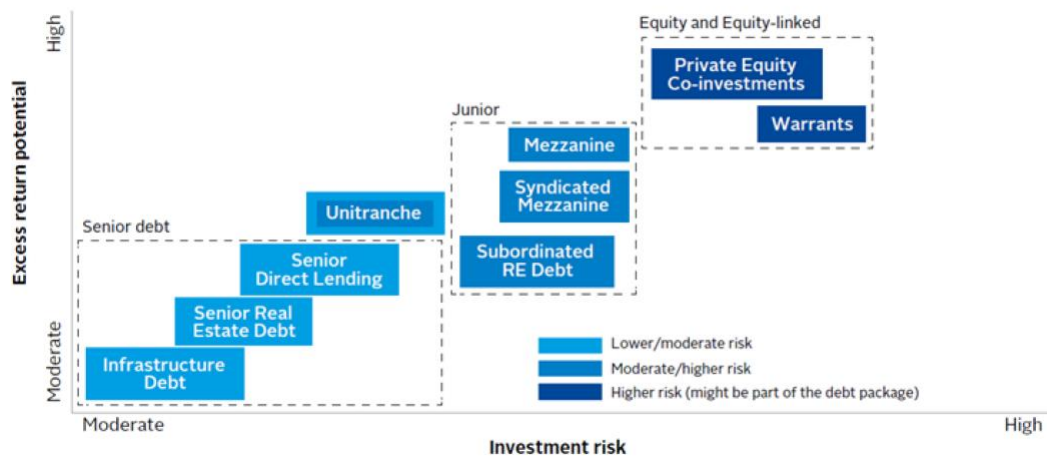 High
Excess return potential
Moderate
Equity and Equity-linked
Private Equity
Co-investments
Warrants
Junior
Mezzanine
Syndicated
Mezzanine
Subordinated
RE Debt
Unitranche
Senior debt
Senior
Direct Lending
Senior Real
Estate Debt
Infrastructure
Debt
Lower/moderate risk
Moderate/higher risk
Higher risk (might be part of the debt package)
Moderate
High
Investment risk